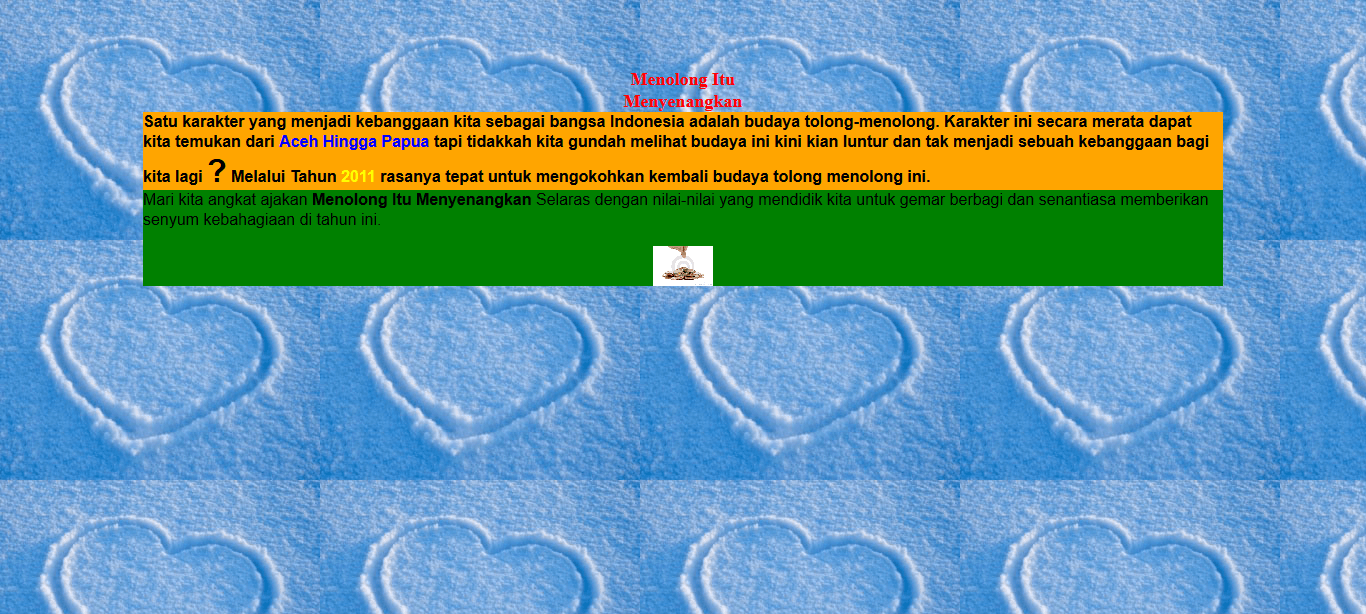 Menolong Itu
Menyenangkan
Satu karakter yang menjadi kebanggaan kita sebagai bangsa Indonesia adalah budaya tolong-menolong. Karakter ini secara merata dapat
kita temukan dari Aceh Hingga Papua tapi tidakkah kita gundah melihat budaya ini kini kian luntur dan tak menjadi sebuah kebanggaan bagi
kita lagi ? Melalui Tahun 2011 rasanya tepat untuk mengokohkan kembali budaya tolong menolong ini.
Mari kita angkat ajakan Menolong Itu Menyenangkan Selaras dengan nilai-nilai yang mendidik kita untuk gemar berbagi dan senantiasa memberikan
senyum kebahagiaan di tahun ini.